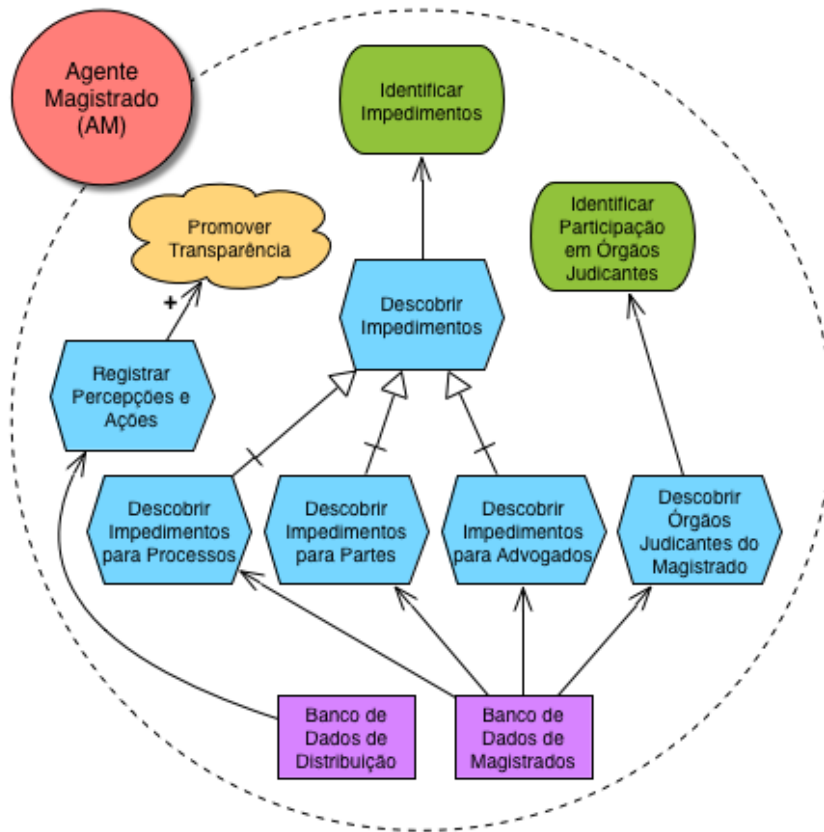 Agente
Magistrado
(AM)
Identificar
Impedimentos
Promover
Transparência
Identificar
Participação
em Órgãos
Judicantes
+
Descobrir
Impedimentos
Registrar
Percepções e
Ações
Descobrir
Impedimentos
para Processos
Descobrir
Impedimentos
para Partes
Descobrir
Impedimentos
para Advogados
Descobrir
Órgãos
Judicantes do
Magistrado
Banco de
Dados de
Distribuição
Banco de
Dados de
Magistrados